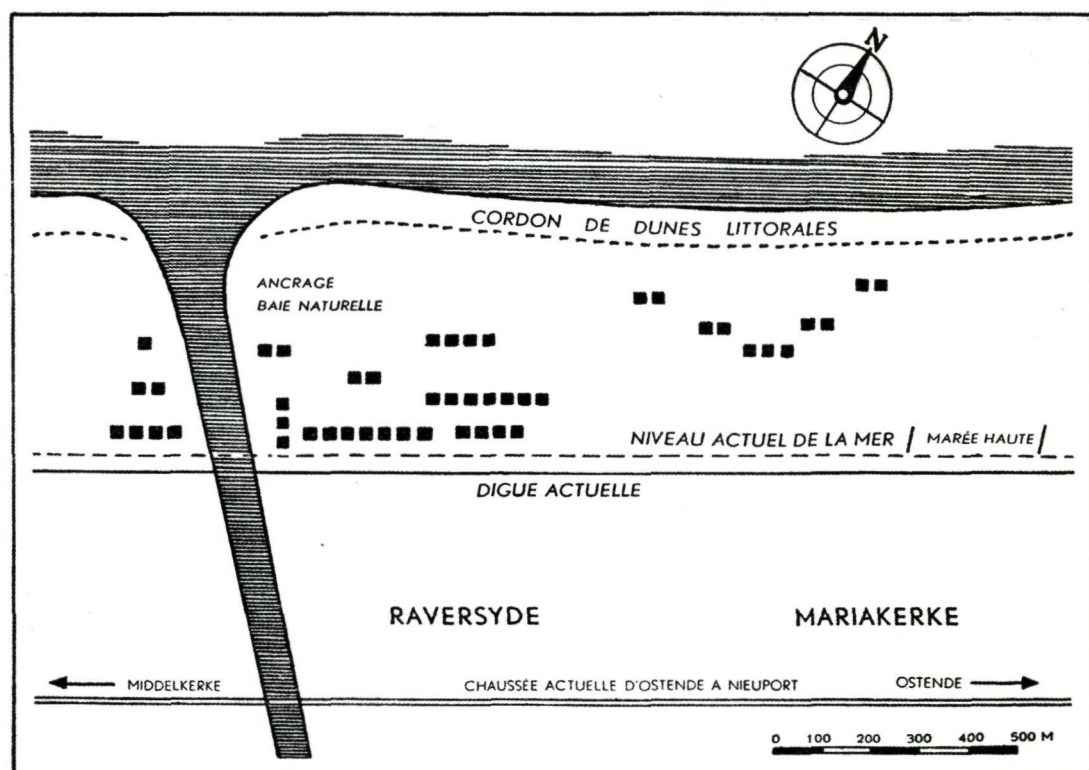 N
CORDON DE DUNES LITTORALES
ANCRAGE
BAIE NATURELLE
NIVEAU ACTUEL DE LA MER / MARÉE HAUTE /
DIGUE ACTUELLE
RAVERSYDE MARIAKERKE
MIDDELKERKE CHAUSSÉE ACTUELLE D'OSTENDE A NIEUPORT OSTENDE
0 100 200 300 400 500 M